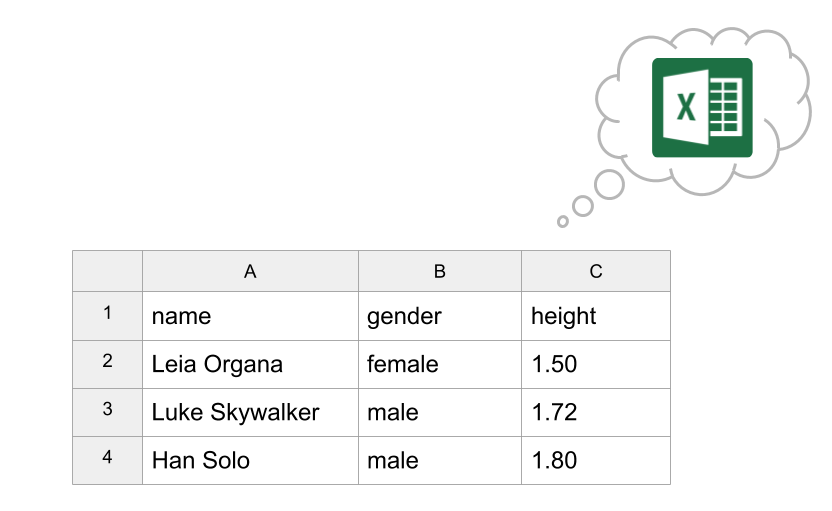 X
A B C
1 name gender height
2 Leia Organa female 1.50
3 Luke Skywalker male 1.72
4 Han Solo male 1.80